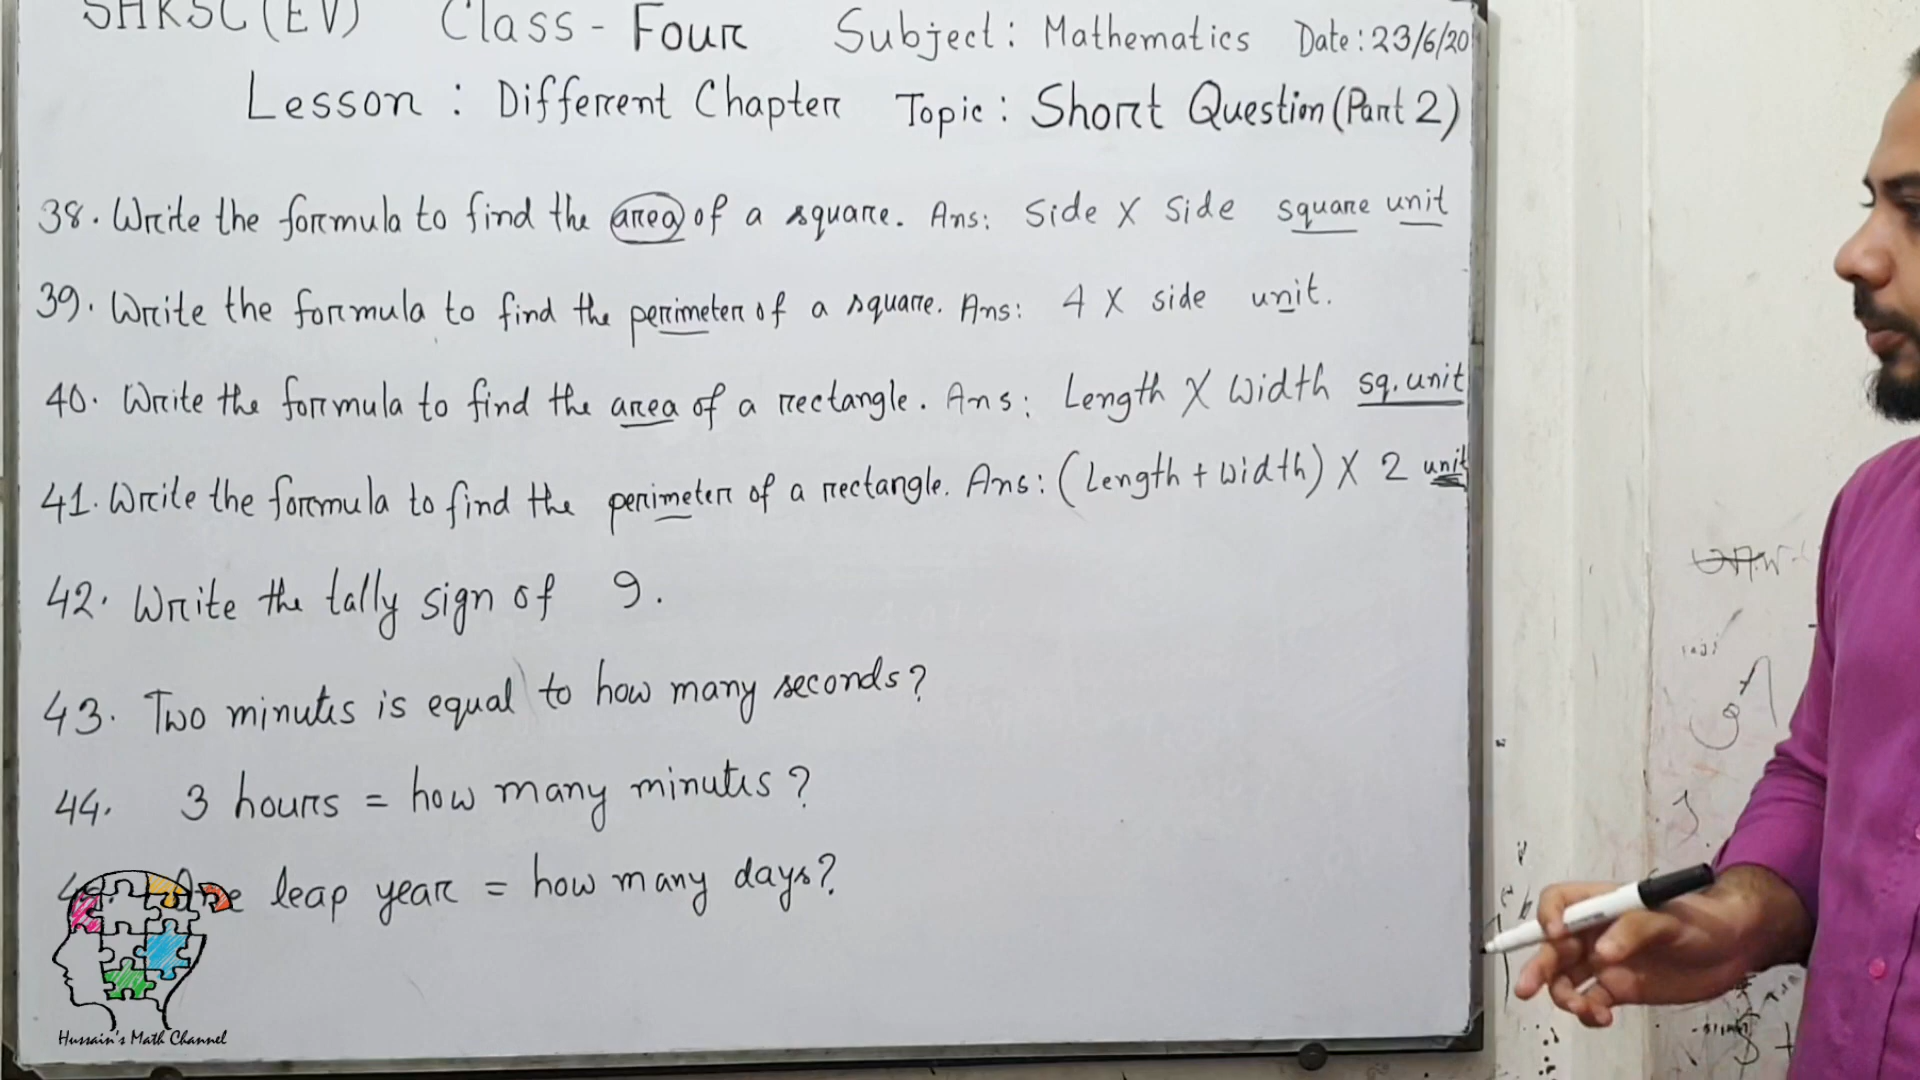 SHKSC (EV) Class - Four Subject: Mathematics Date: 23/6/20
Lesson : Different Chapter Topic: Short Question (Part 2)
38. Write the formula to find the area of a square. Ans: Side X Side square unit
39. Write the formula to find the perimeter of a square. Ans: 4 X side unit.
40. Write the formula to find the area of a rectangle. Ans: Length X Width sq. unit
41. Write the formula to find the perimeter of a rectangle. Ans: (Length + Width) X 2 unit
42. Write the tally sign of 9.
43. Two minutes is equal to how many seconds?
44. 3 hours = how many minutes?
leap year = how many days?
Hussain's Math Channel